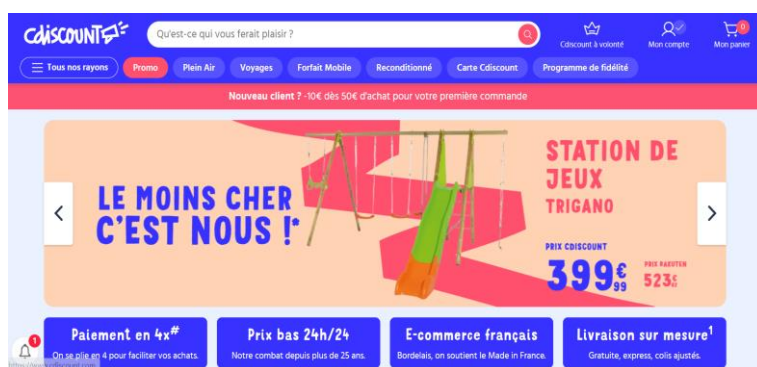 CDISCOUNT
Qu'est-ce qui vous ferait plaisir ?
Cdiscount à volonté
Mon compte
Mon panier
0
Tous nos rayons
Promo
Plein Air
Voyages
Forfait Mobile
Reconditionné
Carte Cdiscount
Programme de fidélité
Nouveau client ? -10€ dès 50€ d'achat pour votre première commande
LE MOINS CHER
C'EST NOUS !*
STATION DE
JEUX
TRIGANO
PRIX CDISCOUNT
399€99
PRIX RAKUTEN
523€
Paiement en 4x#
On se plie en 4 pour faciliter vos achats.
Prix bas 24h/24
Notre combat depuis plus de 25 ans.
E-commerce français
Bordelais, on soutient le Made in France.
Livraison sur mesure¹
Gratuite, express, colis ajustés.
1